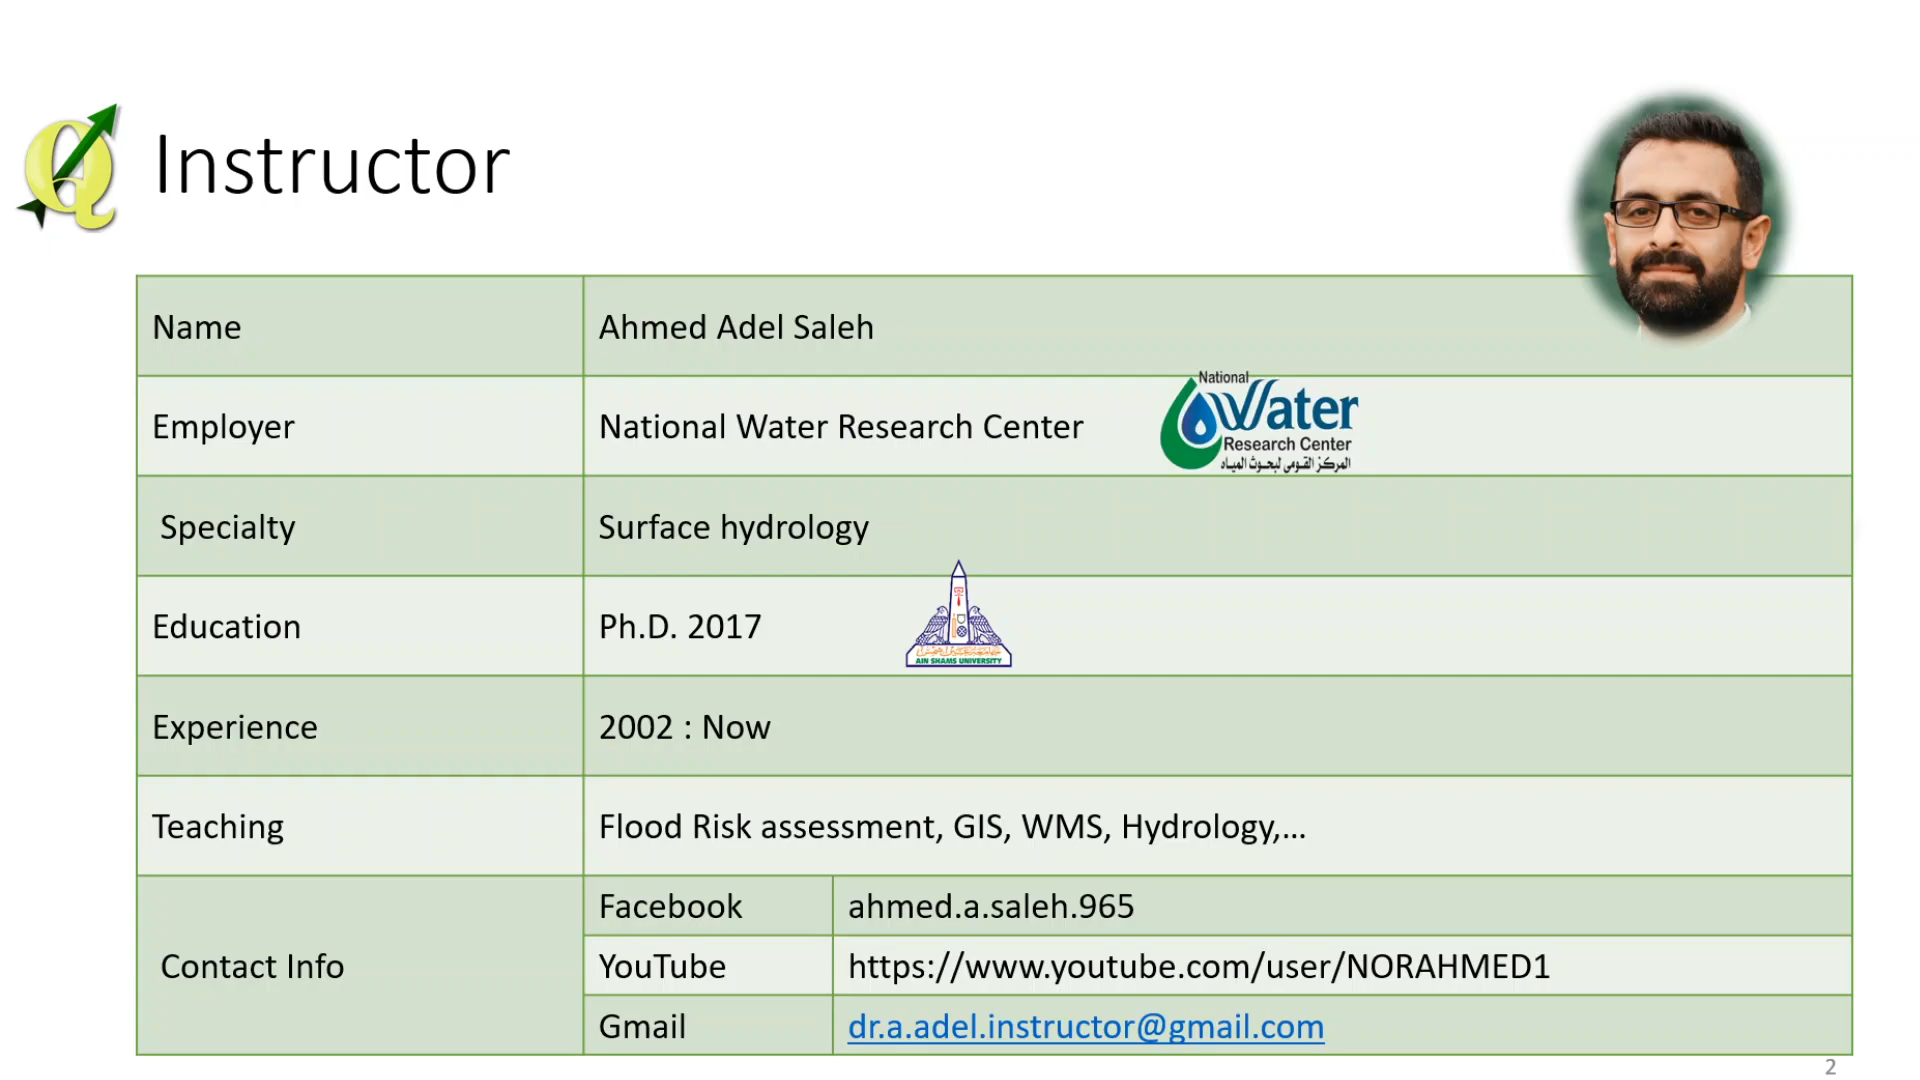 Instructor
Name
Ahmed Adel Saleh
Employer
National Water Research Center
National
Water
Research Center
المركز القومى لبحوث المياه
Specialty
Surface hydrology
Education
Ph.D. 2017
AIN SHAMS UNIVERSITY
Experience
2002 : Now
Teaching
Flood Risk assessment, GIS, WMS, Hydrology,...
Contact Info
Facebook
ahmed.a.saleh.965
YouTube
https://www.youtube.com/user/NORAHMED1
Gmail
dr.a.adel.instructor@gmail.com
2